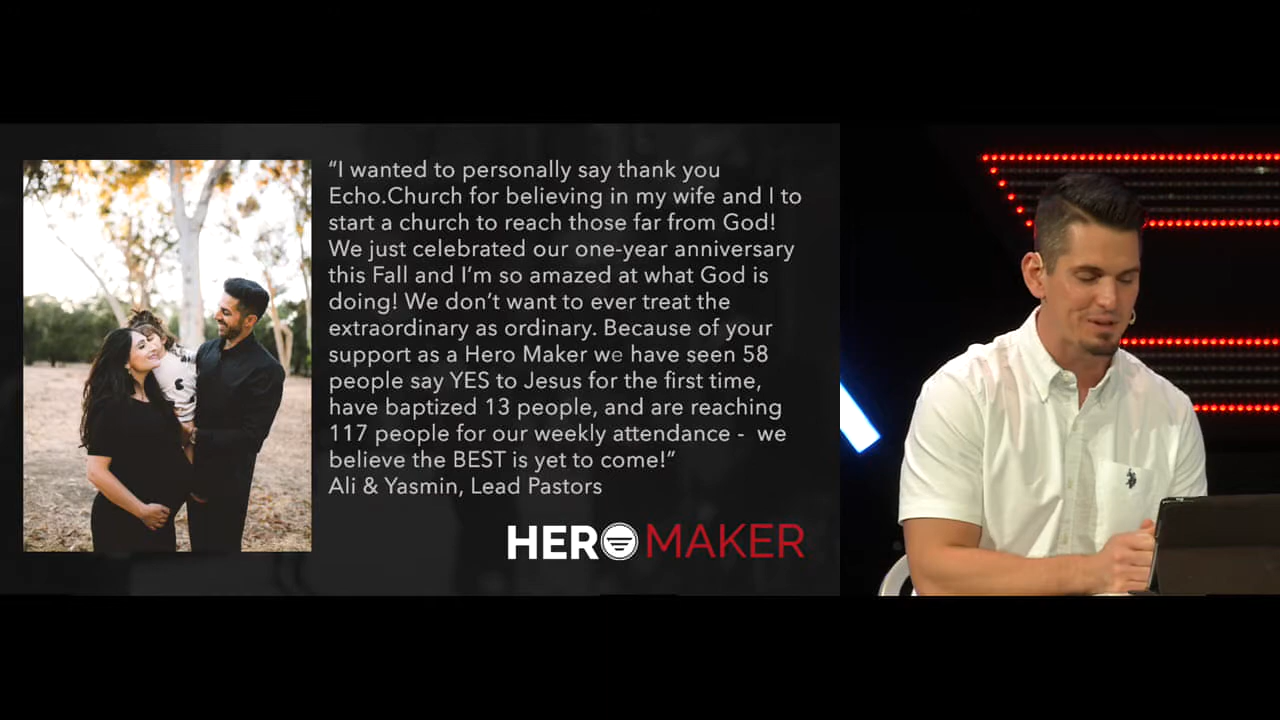 “I wanted to personally say thank you
Echo.Church for believing in my wife and I to
start a church to reach those far from God!
We just celebrated our one-year anniversary
this Fall and I’m so amazed at what God is
doing! We don’t want to ever treat the
extraordinary as ordinary. Because of your
support as a Hero Maker we have seen 58
people say YES to Jesus for the first time,
have baptized 13 people, and are reaching
117 people for our weekly attendance -  we
believe the BEST is yet to come!”
Ali & Yasmin, Lead Pastors
HEROMAKER